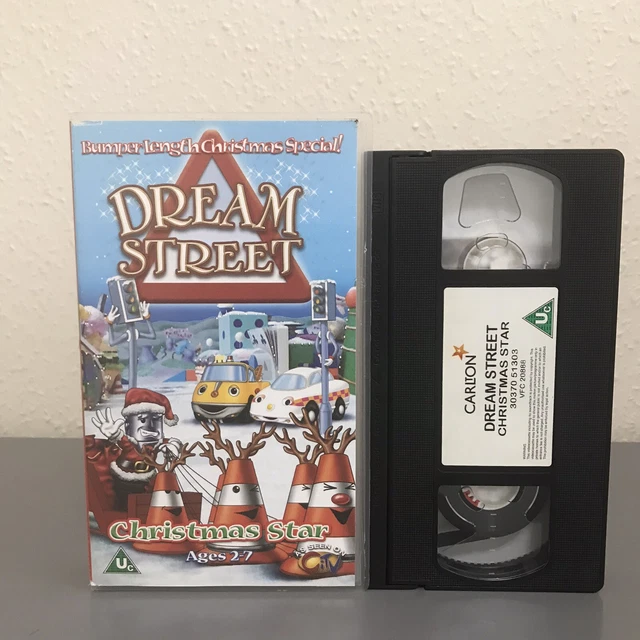 Bumper Length Christmas Special!
DREAM
STREET
Christmas Star
Ages 2-7
Uc
AS SEEN ON
CiTV
CARLTON
DREAM STREET
CHRISTMAS STAR
30370 51303
VFC 20888
Uc